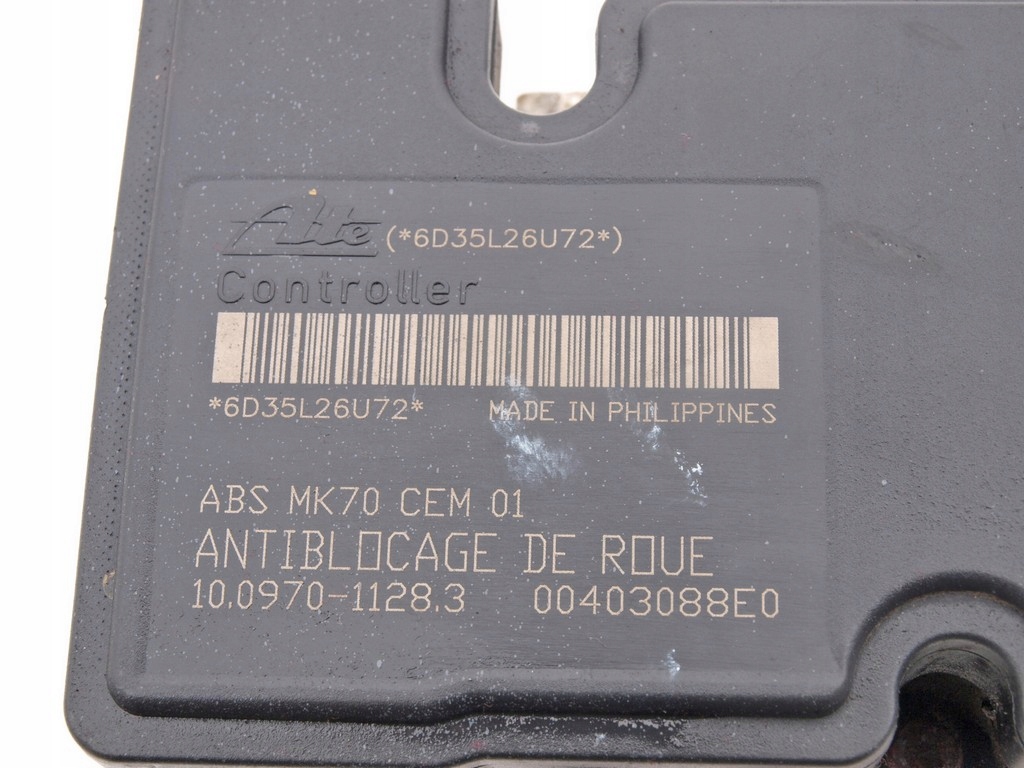 Ate (*6D35L26U72*)
Controller
*6D35L26U72* MADE IN PHILIPPINES
ABS MK70 CEM 01
ANTIBLOCAGE DE ROUE
10.0970-1128.3 00403088E0